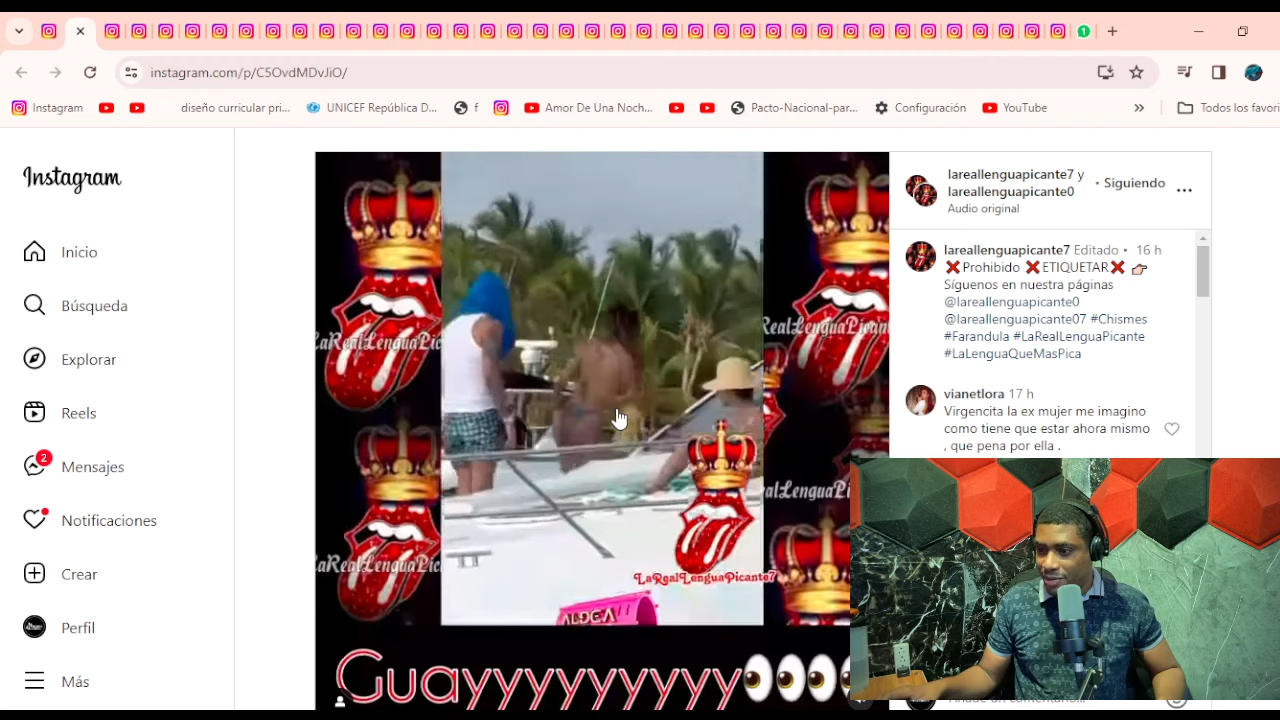 instagram.com/p/C5OvdMDvJiO/
Instagram
diseño curricular pri...
UNICEF República D...
f
Amor De Una Noch...
Pacto-Nacional-par...
Configuración
YouTube
»
Todos los favori
Instagram
Inicio
Búsqueda
Explorar
Reels
2
Mensajes
Notificaciones
Crear
Perfil
Más
LaRealLenguaPicante7
ALDEA
Guayyyyyyyyyy
lareallenguapicante7 y
lareallenguapicante0
• Siguiendo
Audio original
lareallenguapicante7 Editado • 16 h
❌Prohibido ❌ETIQUETAR❌ 👉🏻
Síguenos en nuestra páginas
@lareallenguapicante0
@lareallenguapicante07 #Chismes
#Farandula #LaRealLenguaPicante
#LaLenguaQueMasPica
vianetlora 17 h
Virgencita la ex mujer me imagino
como tiene que estar ahora mismo
, que pena por ella .